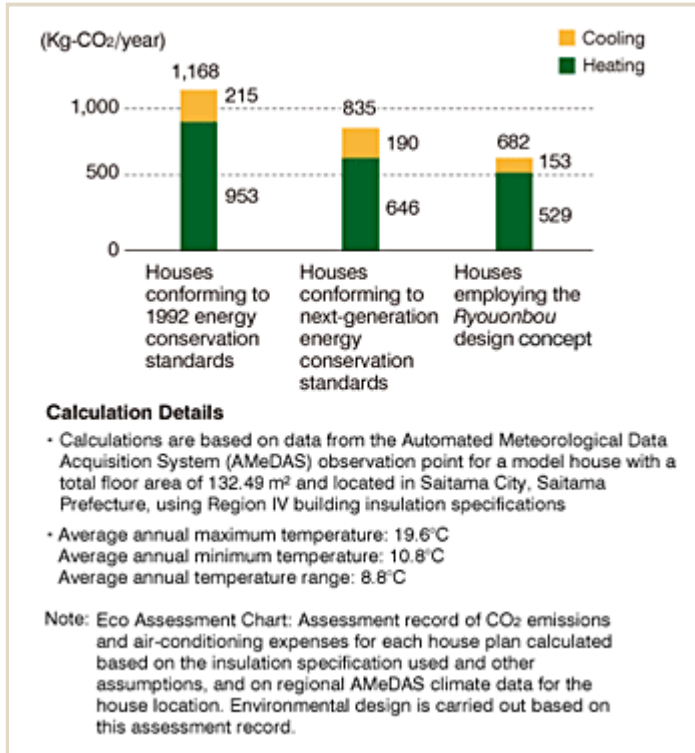 (Kg-CO₂/year)
Cooling
Heating
1,168
215
953
835
190
646
682
153
529
1,000
500
0
Houses
conforming to
1992 energy
conservation
standards
Houses
conforming to
next-generation
energy
conservation
standards
Houses
employing the
Ryouonbou
design concept
Calculation Details
• Calculations are based on data from the Automated Meteorological Data
Acquisition System (AMeDAS) observation point for a model house with a
total floor area of 132.49 m² and located in Saitama City, Saitama
Prefecture, using Region IV building insulation specifications
• Average annual maximum temperature: 19.6°C
Average annual minimum temperature: 10.8°C
Average annual temperature range: 8.8°C
Note: Eco Assessment Chart: Assessment record of CO₂ emissions
and air-conditioning expenses for each house plan calculated
based on the insulation specification used and other
assumptions, and on regional AMeDAS climate data for the
house location. Environmental design is carried out based on
this assessment record.